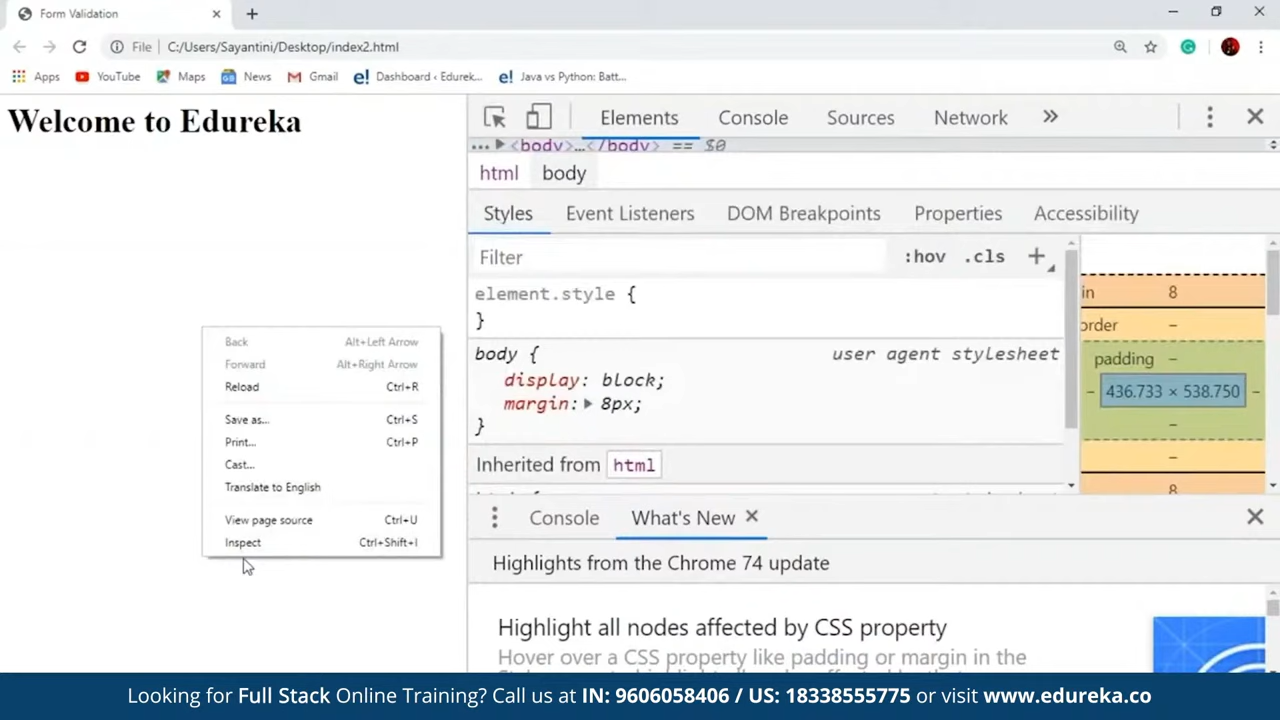 Form Validation
File | C:/Users/Sayantini/Desktop/index2.html
Apps YouTube Maps News Gmail e! Dashboard ‹ Edurek... e! Java vs Python: Batt...
Welcome to Edureka
Back Alt+Left Arrow
Forward Alt+Right Arrow
Reload Ctrl+R
Save as... Ctrl+S
Print... Ctrl+P
Cast...
Translate to English
View page source Ctrl+U
Inspect Ctrl+Shift+I
Elements Console Sources Network »
... ▶<body>…</body> == $0
html body
Styles Event Listeners DOM Breakpoints Properties Accessibility
Filter :hov .cls +
element.style {
}
body { user agent stylesheet
display: block;
margin:▶ 8px;
}
Inherited from html
in 8
order –
padding –
– 436.733 × 538.750 –
–
–
8
Console What's New
Highlights from the Chrome 74 update
Highlight all nodes affected by CSS property
Hover over a CSS property like padding or margin in the
Looking for Full Stack Online Training? Call us at IN: 9606058406 / US: 18338555775 or visit www.edureka.co